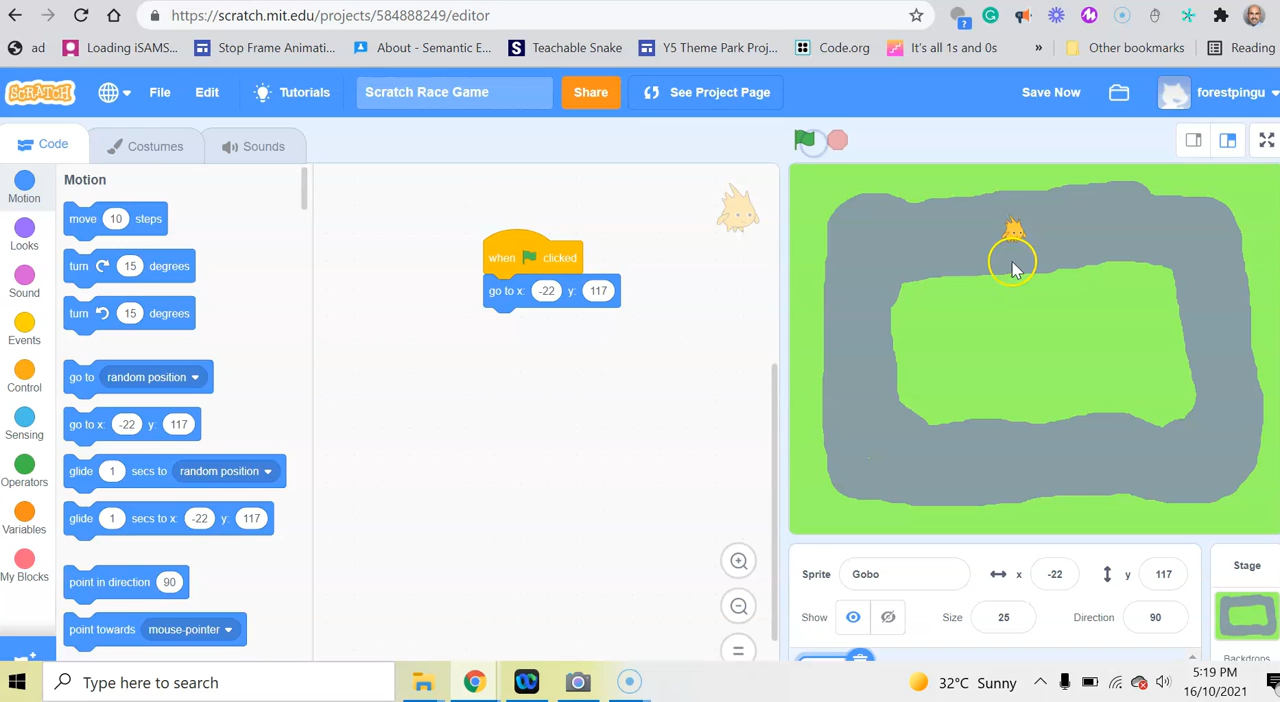 https://scratch.mit.edu/projects/584888249/editor
?
ad Loading iSAMS... Stop Frame Animati... About - Semantic E... Teachable Snake Y5 Theme Park Proj... Code.org It's all 1s and 0s » Other bookmarks Reading
SCRATCH File Edit Tutorials Scratch Race Game Share See Project Page Save Now forestpingu
Code Costumes Sounds
Motion
Looks
Sound
Events
Control
Sensing
Operators
Variables
My Blocks
Motion
move 10 steps
turn 15 degrees
turn 15 degrees
go to random position
go to x: -22 y: 117
glide 1 secs to random position
glide 1 secs to x: -22 y: 117
point in direction 90
point towards mouse-pointer
when clicked
go to x: -22 y: 117
Sprite Gobo x -22 y 117
Show Size 25 Direction 90
Stage
Backdrops
Type here to search
32°C Sunny
5:19 PM
16/10/2021